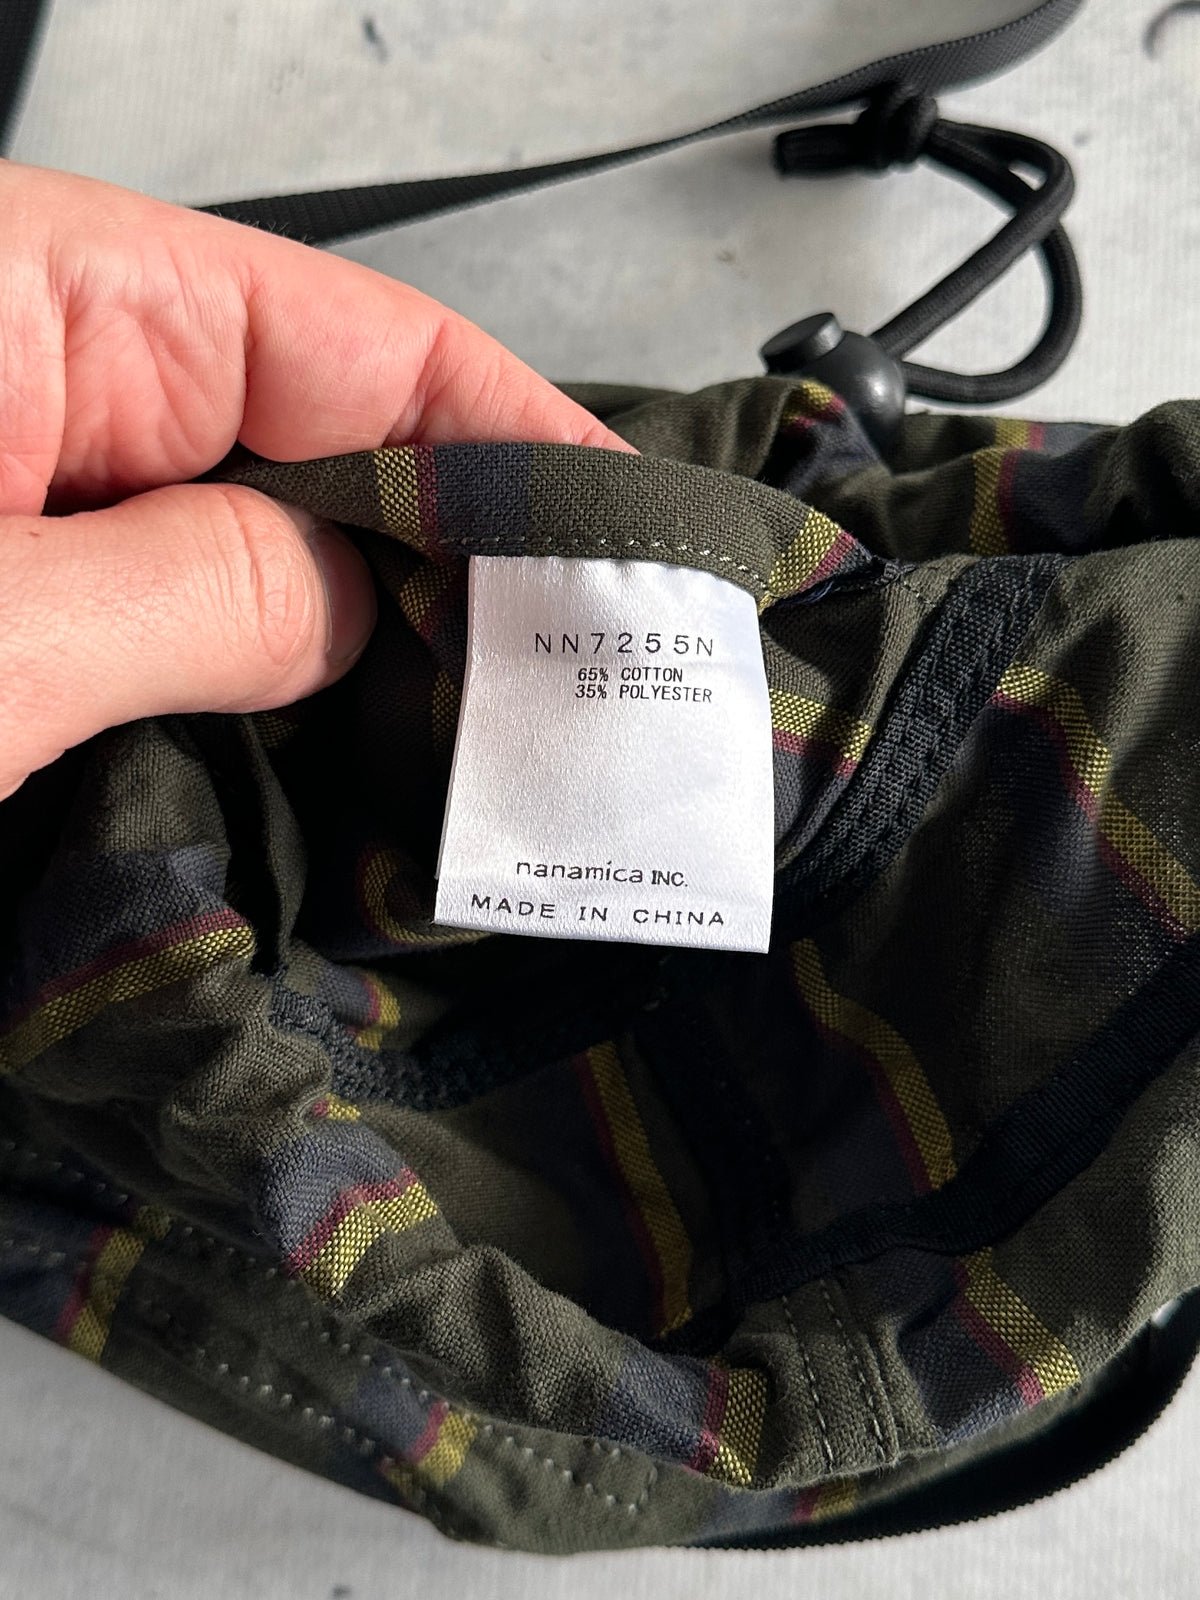 NN7255N
65% COTTON
35% POLYESTER
nanamica INC.
MADE IN CHINA